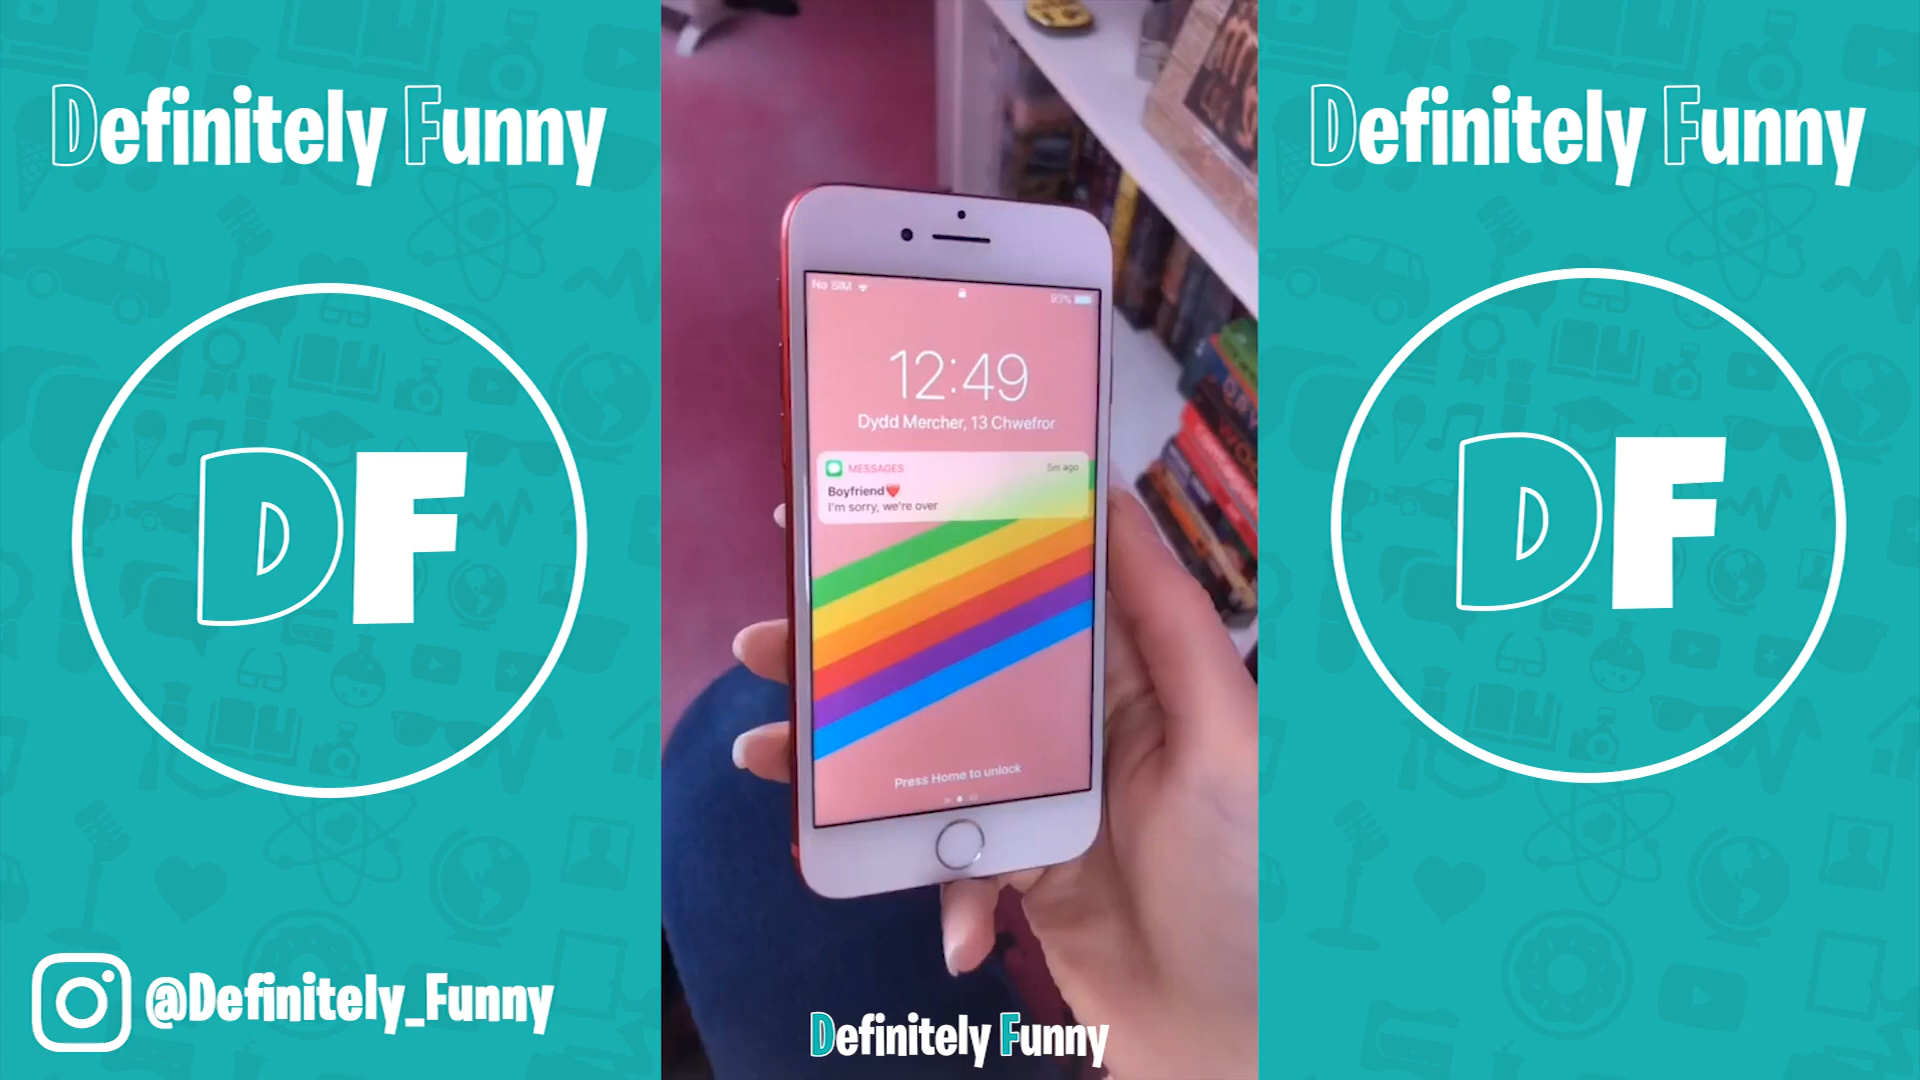 Definitely Funny
DF
@Definitely_Funny
No SIM
93%
12:49
Dydd Mercher, 13 Chwefror
MESSAGES
5m ago
Boyfriend❤️
I'm sorry, we're over
Press Home to unlock
Definitely Funny
Definitely Funny
DF